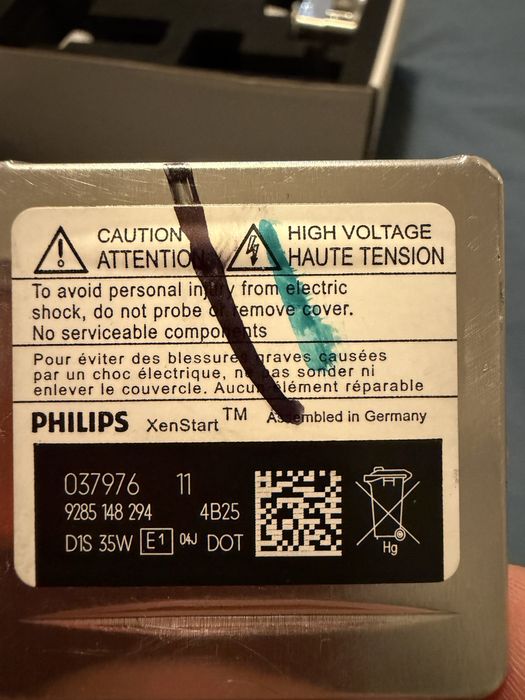 CAUTION
ATTENTION
HIGH VOLTAGE
HAUTE TENSION
To avoid personal injury from electric
shock, do not probe or remove cover.
No serviceable components
Pour éviter des blessures graves causées
par un choc électrique, ne pas sonder ni
enlever le couvercle. Aucun élément réparable
PHILIPS XenStart™ Assembled in Germany
037976 11
9285 148 294 4B25
D1S 35W E1 04J DOT
Hg